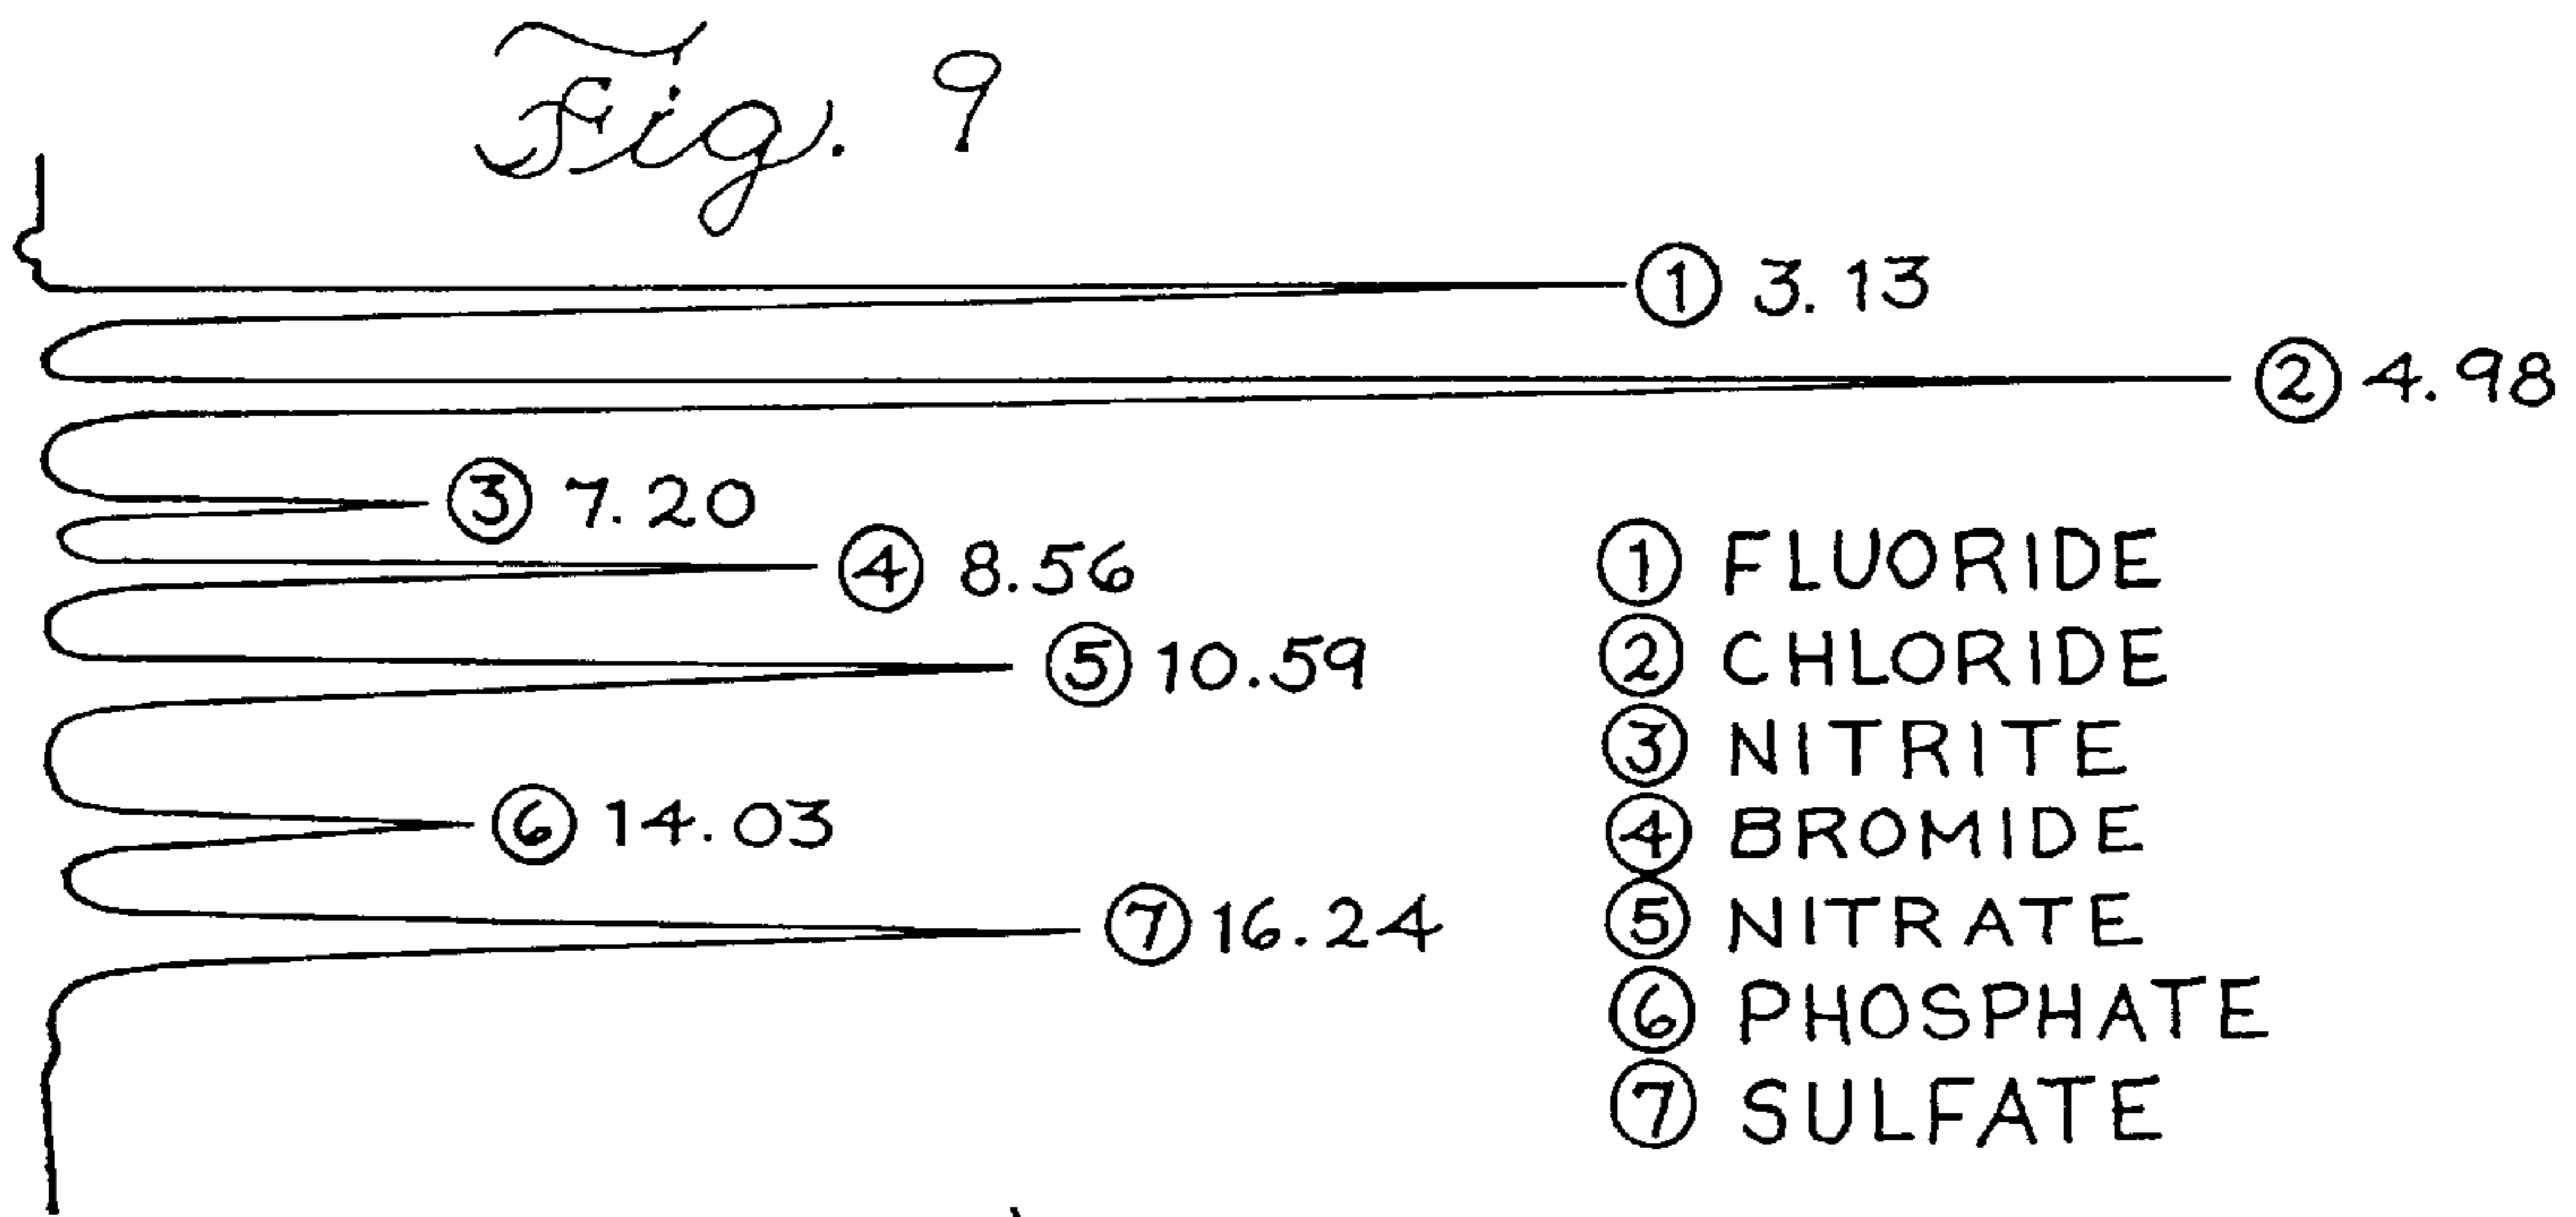 Fig. 9
① 3.13
② 4.98
③ 7.20
④ 8.56
⑤ 10.59
⑥ 14.03
⑦ 16.24
① FLUORIDE
② CHLORIDE
③ NITRITE
④ BROMIDE
⑤ NITRATE
⑥ PHOSPHATE
⑦ SULFATE